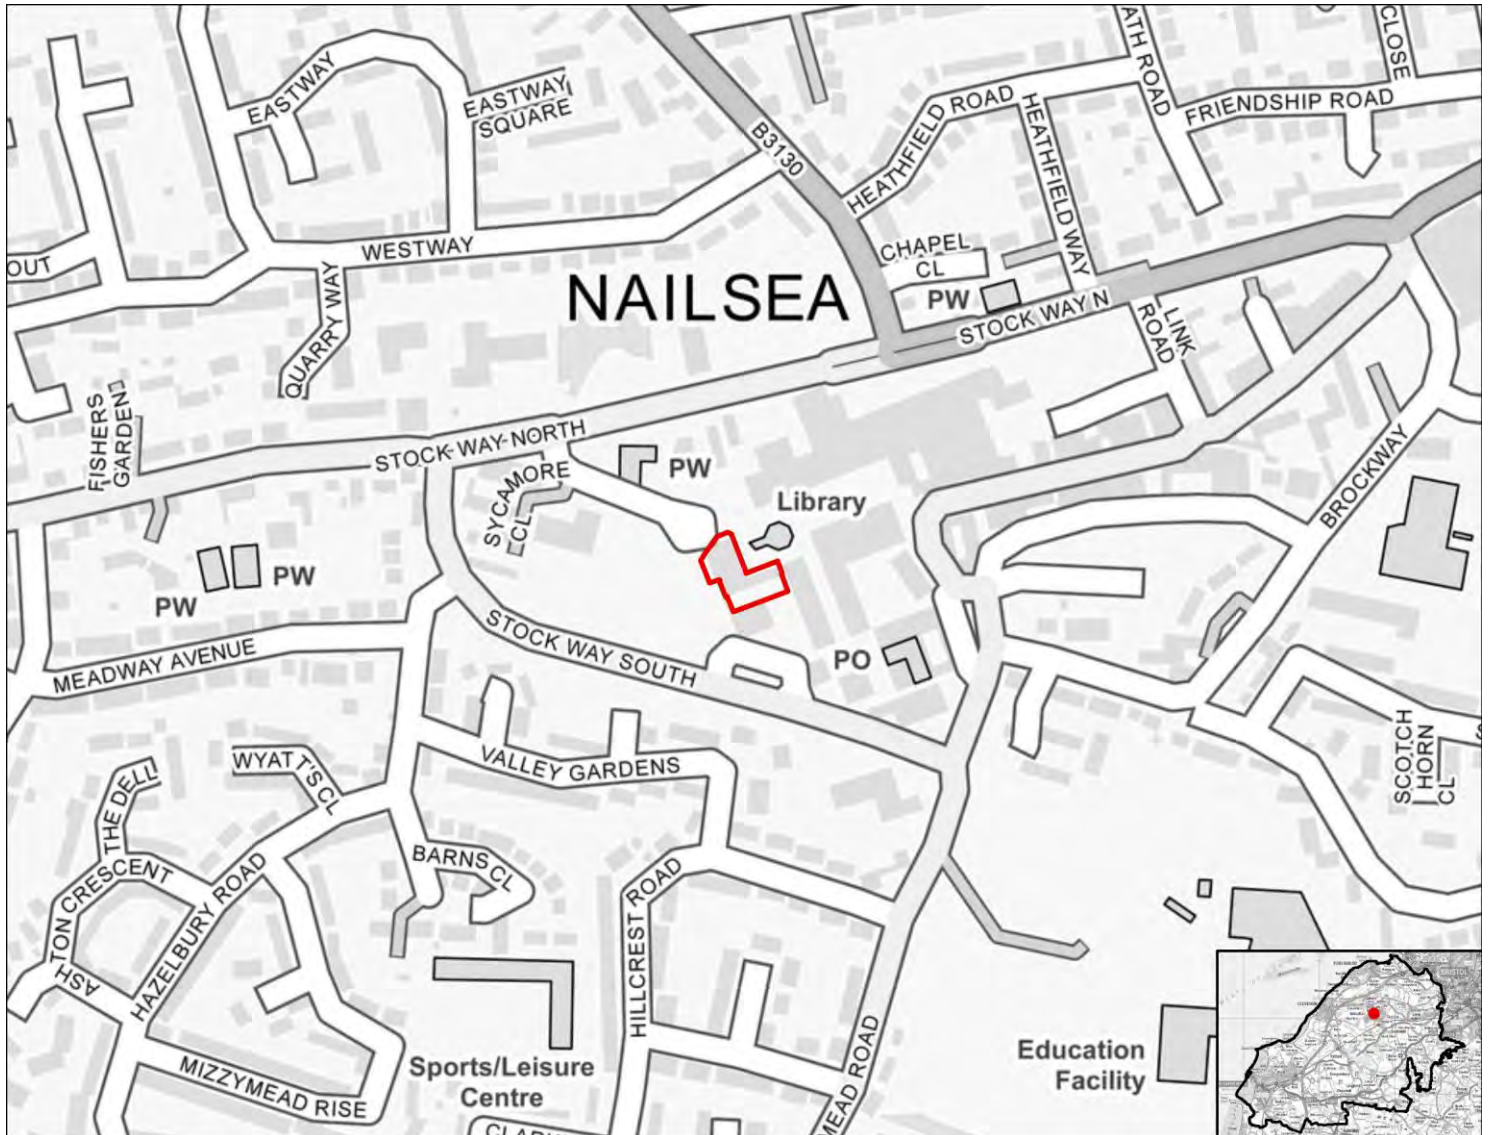 EASTWAY
EASTWAY
SQUARE
B3130
HEATHFIELD ROAD
HEATHFIELD WAY
ATH ROAD
FRIENDSHIP ROAD
CLOSE
OUT
WESTWAY
QUARRY WAY
NAILSEA
CHAPEL
CL
PW
STOCK WAY N
LINK
ROAD
FISHERS
GARDEN
STOCK WAY NORTH
SYCAMORE
CL
PW
Library
BROCKWAY
PW
PW
MEADWAY AVENUE
STOCK WAY SOUTH
PO
VALLEY GARDENS
WYATT'S CL
THE DELL
BARNS CL
SCOTCH
HORN
CL
S
TON CRESCENT
ASH
HAZELBURY ROAD
HILLCREST ROAD
MIZZYMEAD RISE
Sports/Leisure
Centre
MEAD ROAD
Education
Facility
BRISTOL